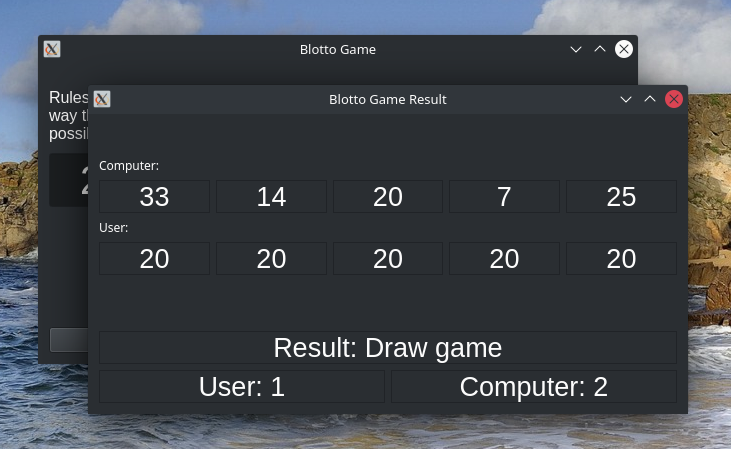 Blotto Game
Rules
way
possi
Blotto Game Result
Computer:
33 14 20 7 25
User:
20 20 20 20 20
Result: Draw game
User: 1 Computer: 2